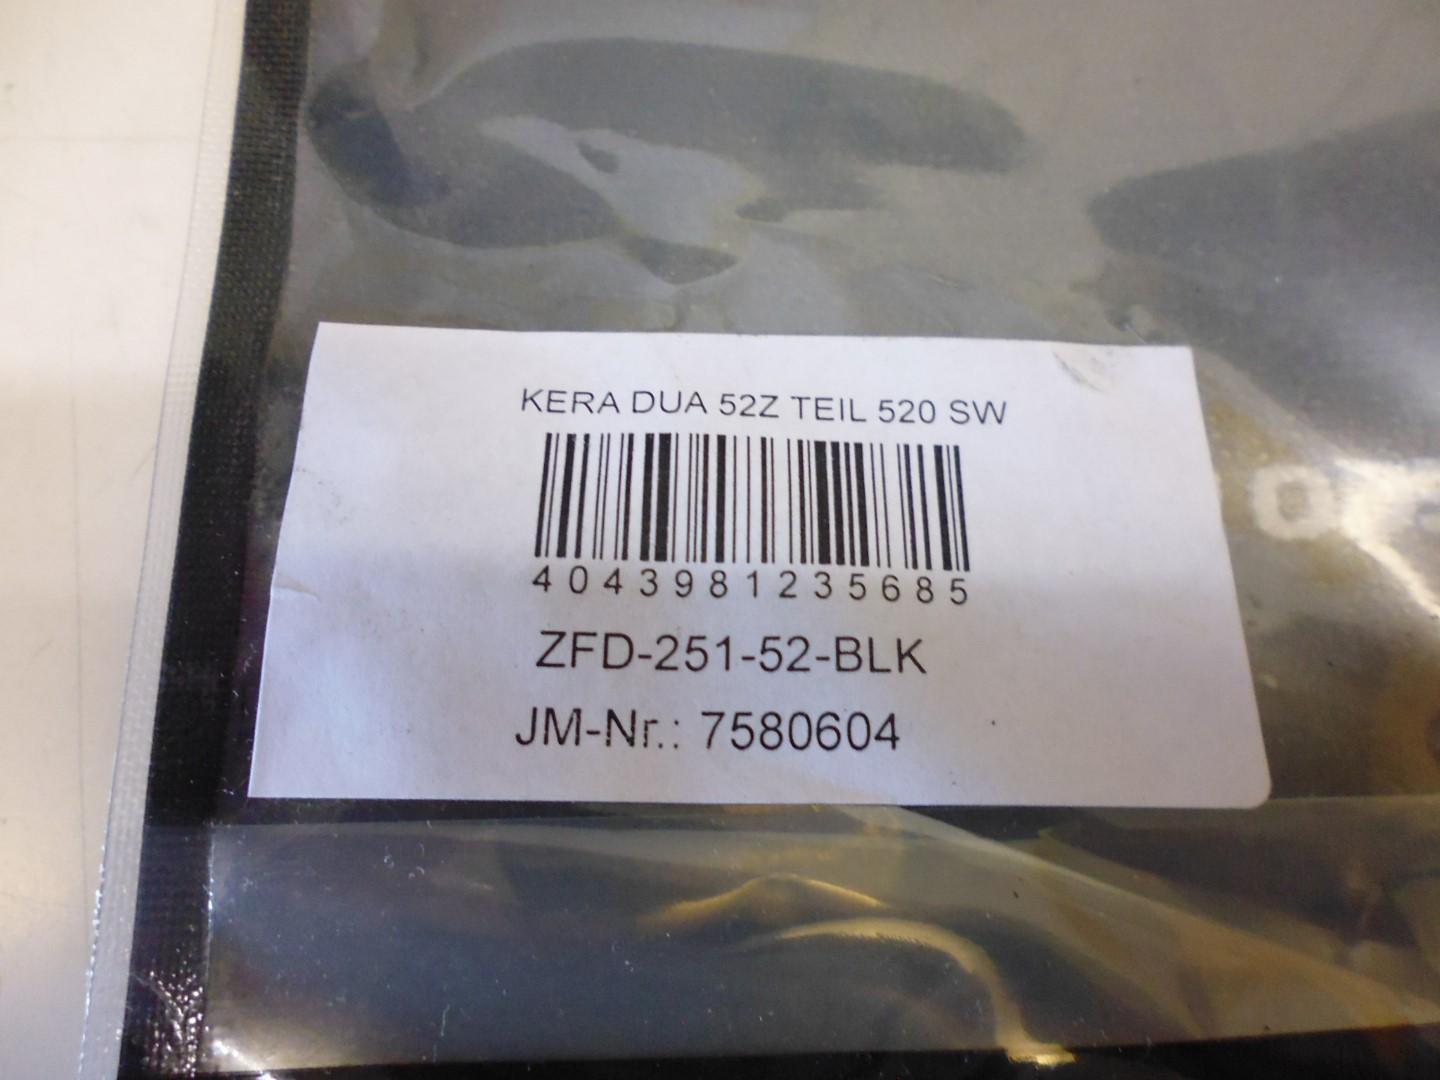 KERA DUA 52Z TEIL 520 SW
4043981235685
ZFD-251-52-BLK
JM-Nr.: 7580604